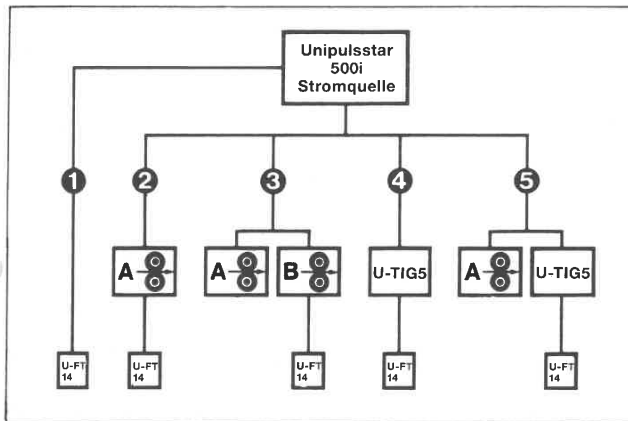 Unipulsstar
500i
Stromquelle
1 2 3 4 5
A A B U-TIG5 A U-TIG5
U-FT
14
U-FT
14
U-FT
14
U-FT
14
U-FT
14